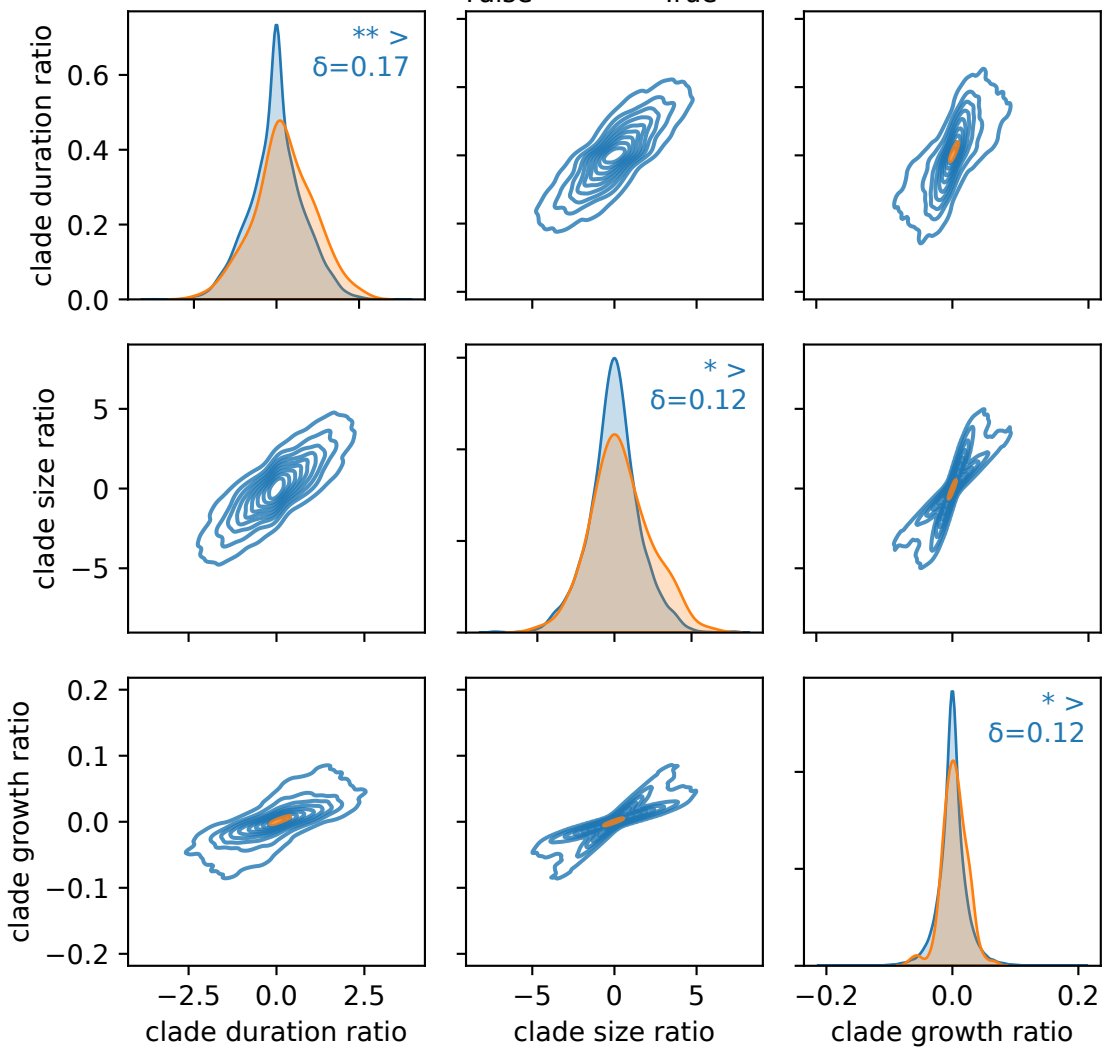 False True
clade duration ratio
0.6
0.4
0.2
0.0
** >
δ=0.17
clade size ratio
5
0
−5
* >
δ=0.12
clade growth ratio
0.2
0.1
0.0
−0.1
−0.2
* >
δ=0.12
−2.5 0.0 2.5
−5 0 5
−0.2 0.0 0.2
clade duration ratio
clade size ratio
clade growth ratio